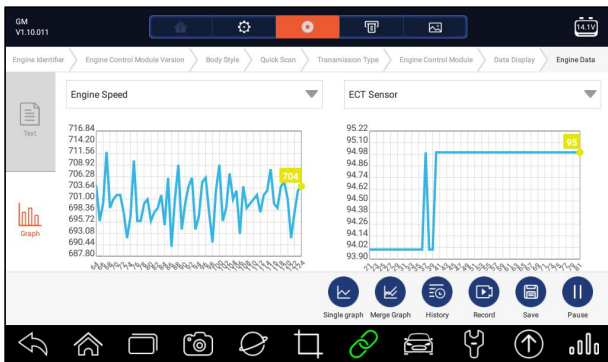 GM
V1.10.011
14.1V
Engine Identifier
Engine Control Module Version
Body Style
Quick Scan
Transmission Type
Engine Control Module
Data Display
Engine Data
Text
Graph
Engine Speed
716.84
714.20
711.56
708.92
706.28
703.64
701.00
698.36
695.72
693.08
690.44
687.80
704
ECT Sensor
95.22
95.10
94.98
94.86
94.74
94.62
94.50
94.38
94.26
94.14
94.02
93.90
95
Single graph
Merge Graph
History
Record
Save
Pause